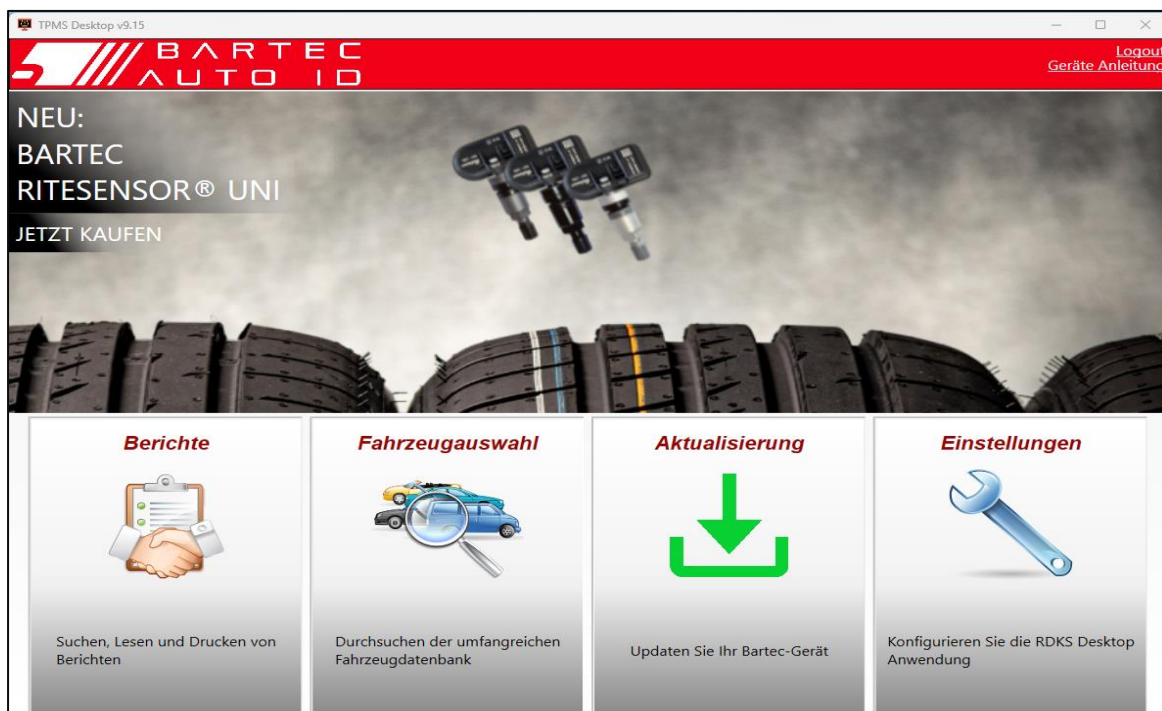 TPMS Desktop v9.15
BARTEC
AUTO ID
Logout
Geräte Anleitung
NEU:
BARTEC
RITESENSOR® UNI
JETZT KAUFEN
Berichte
Suchen, Lesen und Drucken von
Berichten
Fahrzeugauswahl
Durchsuchen der umfangreichen
Fahrzeugdatenbank
Aktualisierung
Updaten Sie Ihr Bartec-Gerät
Einstellungen
Konfigurieren Sie die RDKS Desktop
Anwendung